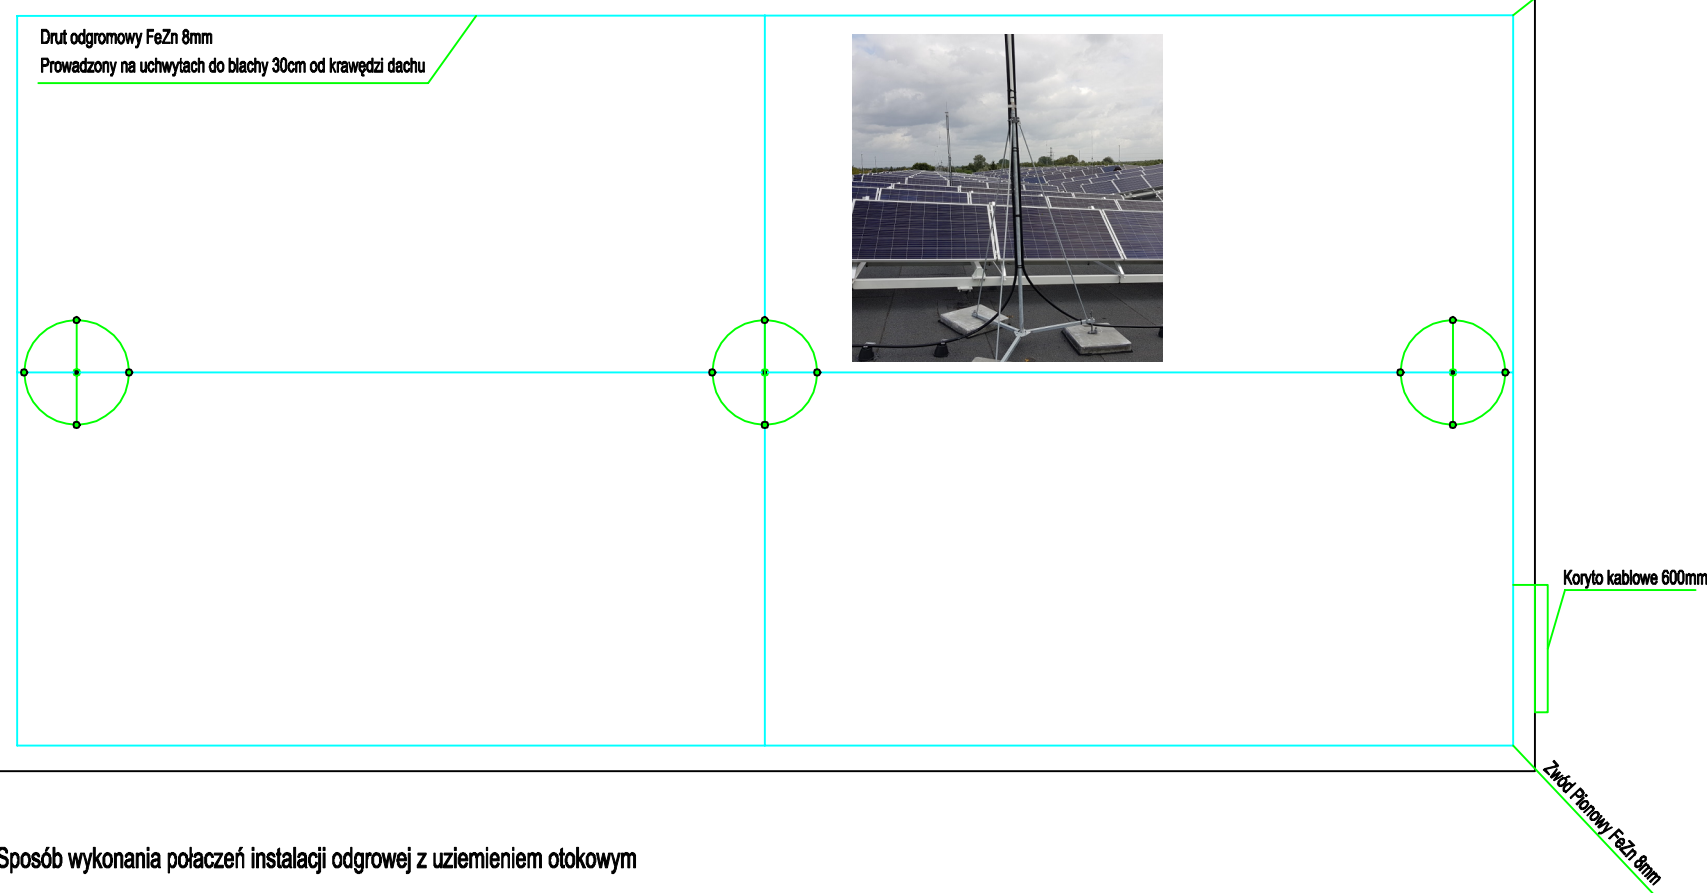 Drut odgromowy FeZn 8mm
Prowadzony na uchwytach do blachy 30cm od krawędzi dachu
Koryto kablowe 600mm
Zwód Pionowy FeZn 8mm
Sposób wykonania połaczeń instalacji odgrowej z uziemieniem otokowym